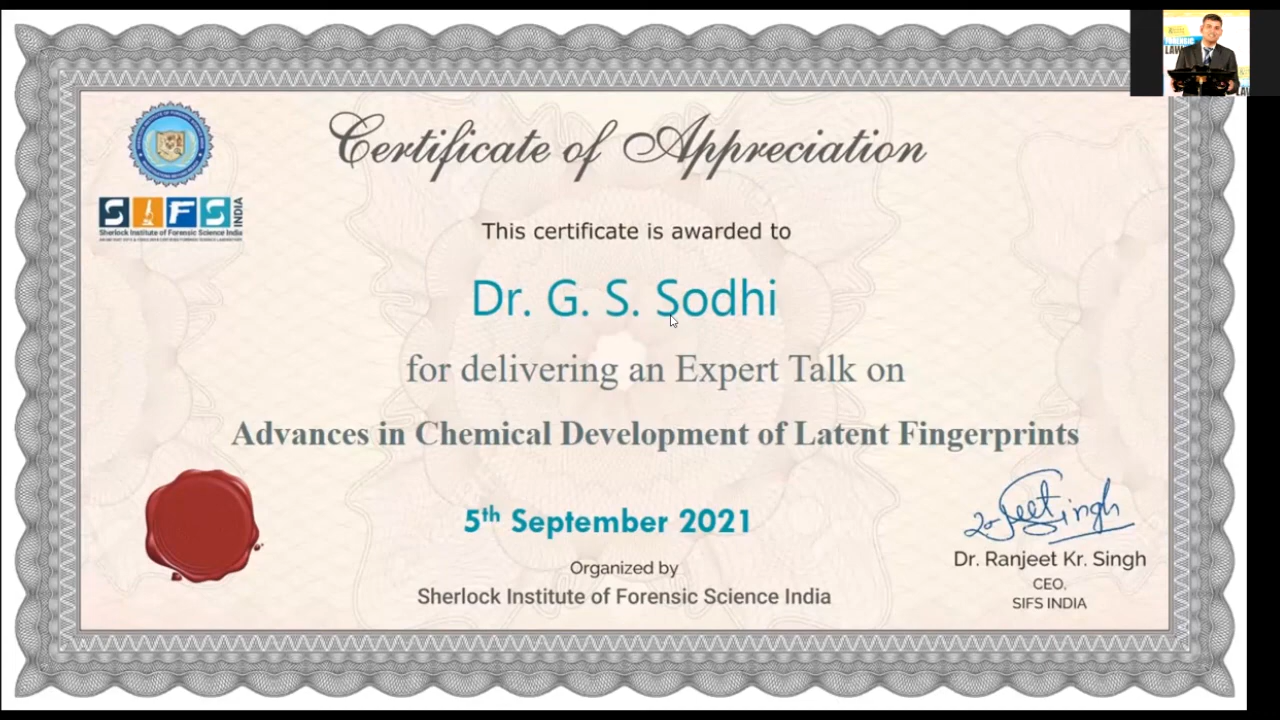 Certificate of Appreciation
This certificate is awarded to
SIFS INDIA
Sherlock Institute of Forensic Science India
Dr. G. S. Sodhi
for delivering an Expert Talk on
Advances in Chemical Development of Latent Fingerprints
5th September 2021
Organized by
Sherlock Institute of Forensic Science India
Dr. Ranjeet Kr. Singh
CEO,
SIFS INDIA